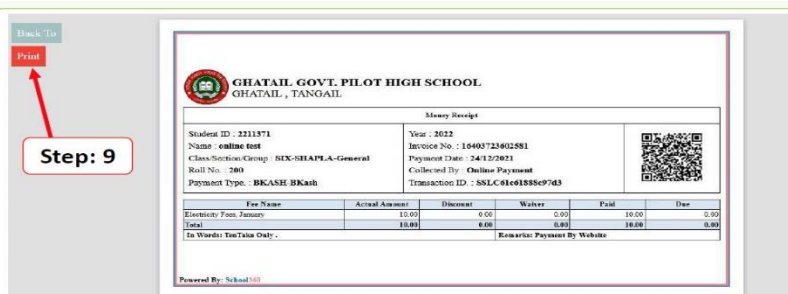 Back To
Print
Step: 9
GHATAIL GOVT. PILOT HIGH SCHOOL
GHATAIL , TANGAIL
Money Receipt
Student ID : 2211371
Name : online test
Class/Section/Group : SIX-SHAPLA-General
Roll No. : 200
Payment Type. : BKASH-BKash
Year : 2022
Invoice No. : 16403723602581
Payment Date : 24/12/2021
Collected By : Online Payment
Transaction ID. : SSLC61c61888c97d3
Fee Name Actual Amount Discount Waiver Paid Due
Electricity Fees, January 10.00 0.00 0.00 10.00 0.00
Total 10.00 0.00 0.00 10.00 0.00
In Words: TenTaka Only . Remarks: Payment By Website
Powered By: School360